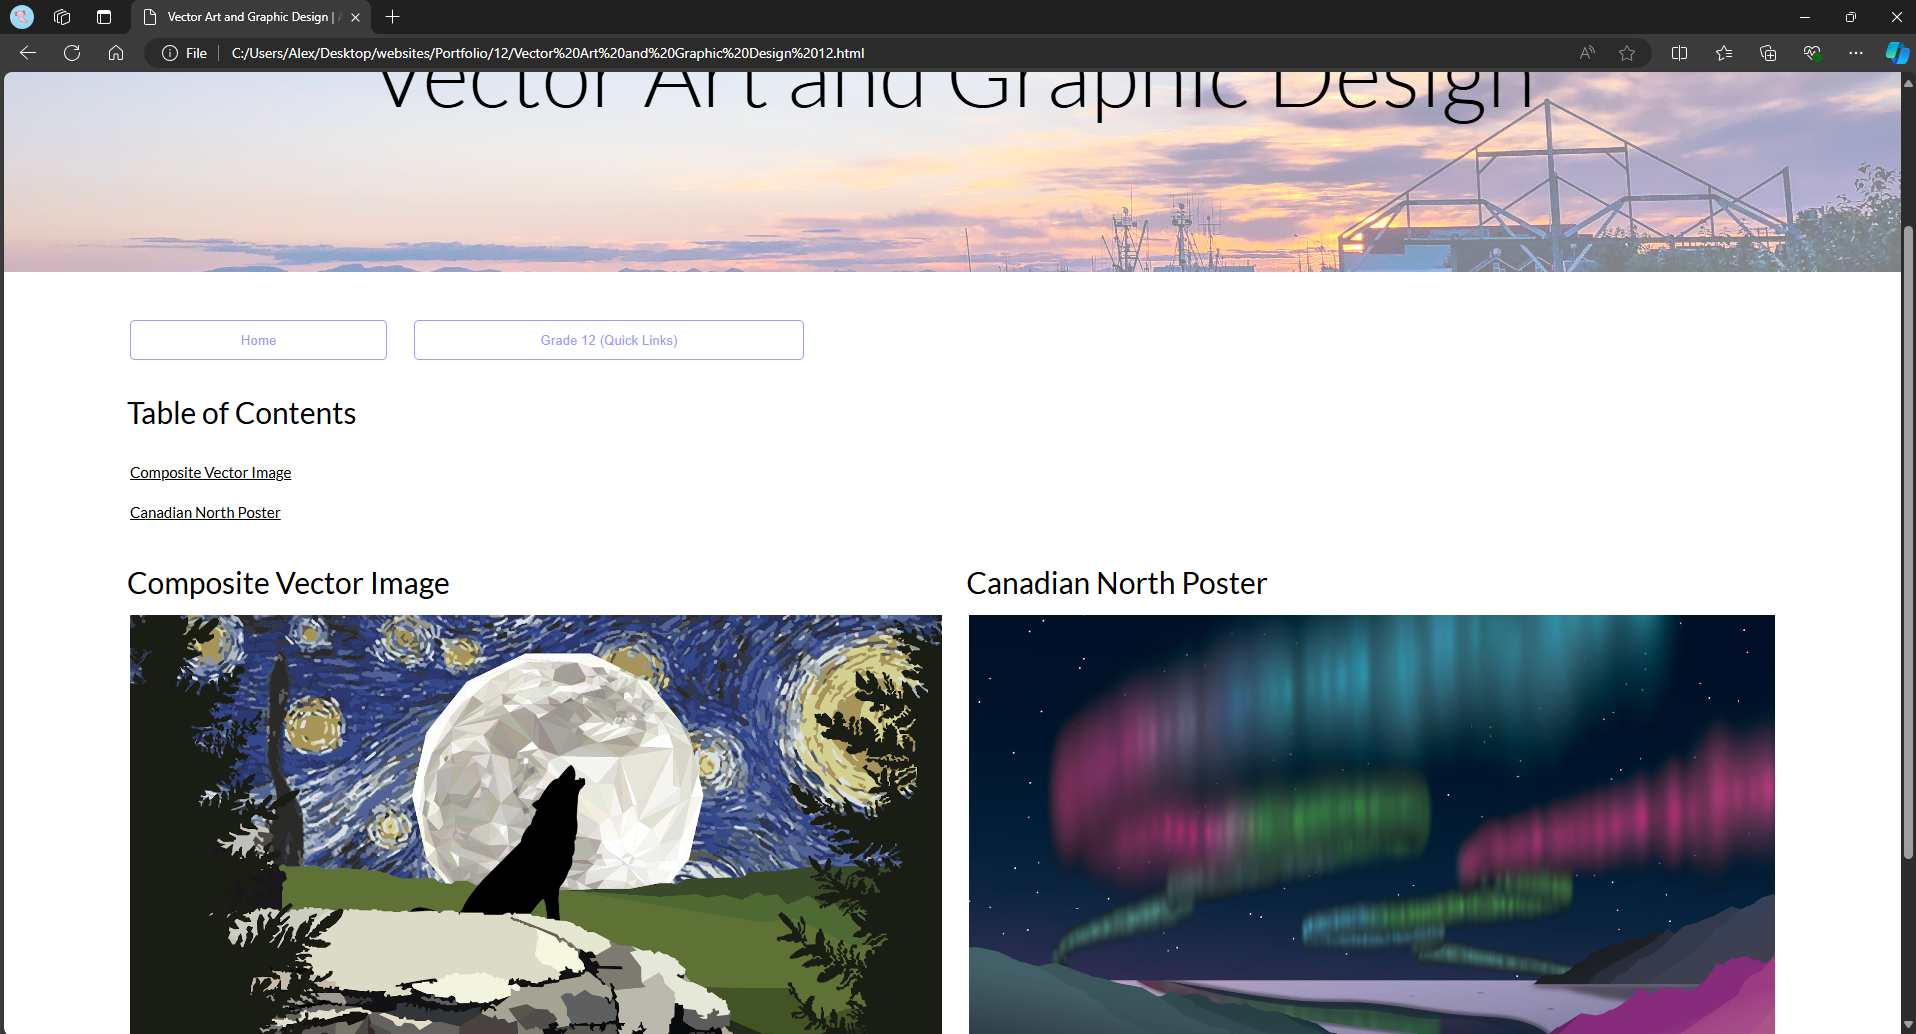 Vector Art and Graphic Design |
File
C:/Users/Alex/Desktop/websites/Portfolio/12/Vector%20Art%20and%20Graphic%20Design%2012.html
Vector Art and Graphic Design
Home
Grade 12 (Quick Links)
Table of Contents
Composite Vector Image
Canadian North Poster
Composite Vector Image
Canadian North Poster